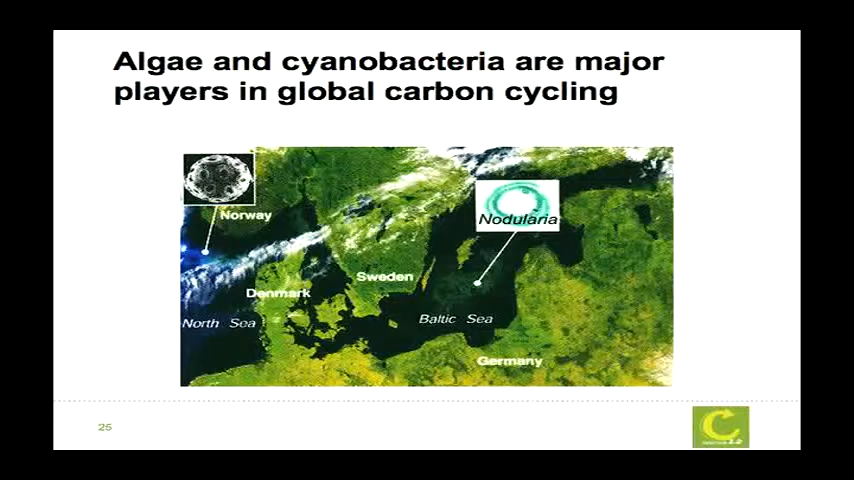 Algae and cyanobacteria are major
players in global carbon cycling
Norway
Nodularia
Sweden
Denmark
North Sea
Baltic Sea
Germany
25